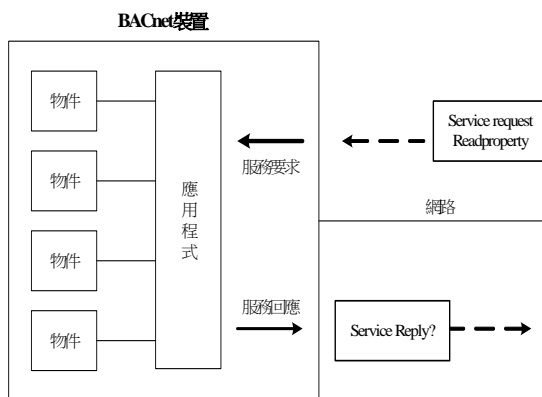 BACnet裝置
物件
物件
物件
物件
應用程式
服務要求
Service request
Readproperty
網路
服務回應
Service Reply?